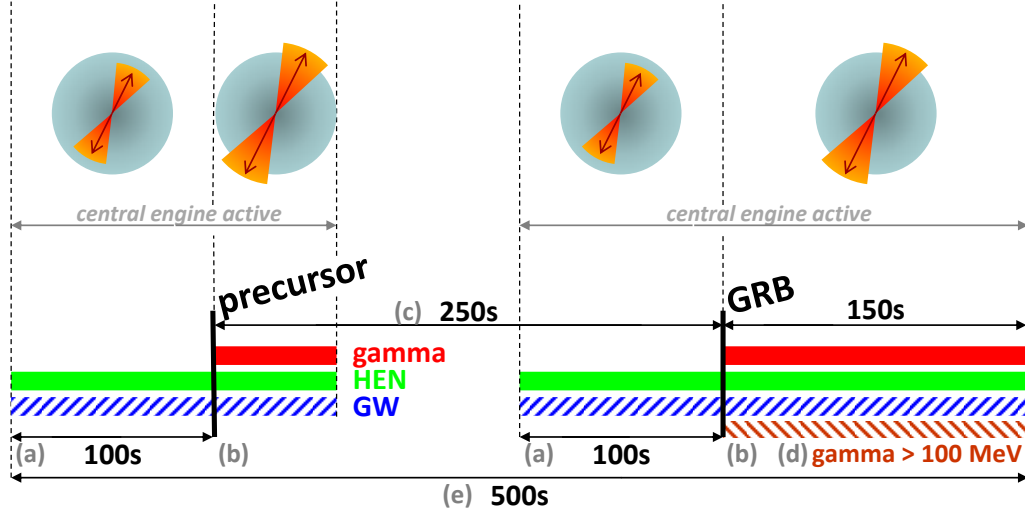 central engine active
central engine active
precursor
GRB
(c) 250s
150s
gamma
HEN
GW
(a) 100s (b)
(a) 100s (b) (d) gamma > 100 MeV
(e) 500s